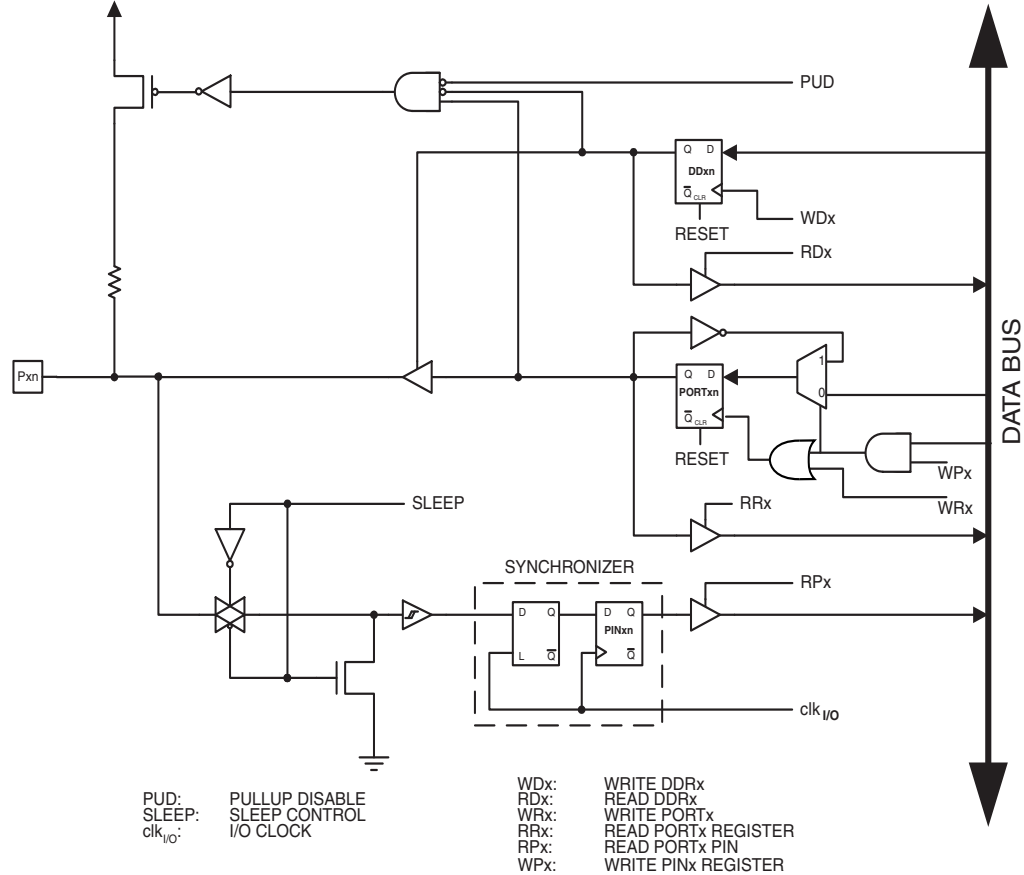 PUD
Q D
DDxn
Q CLR
WDx
RESET
RDx
Pxn
1
Q D
PORTxn
0
Q CLR
RESET
WPx
WRx
DATA BUS
SLEEP
RRx
SYNCHRONIZER
RPx
D Q
L Q
D Q
PINxn
Q
clk I/O
PUD: PULLUP DISABLE
SLEEP: SLEEP CONTROL
clk I/O: I/O CLOCK
WDx: WRITE DDRx
RDx: READ DDRx
WRx: WRITE PORTx
RRx: READ PORTx REGISTER
RPx: READ PORTx PIN
WPx: WRITE PINx REGISTER